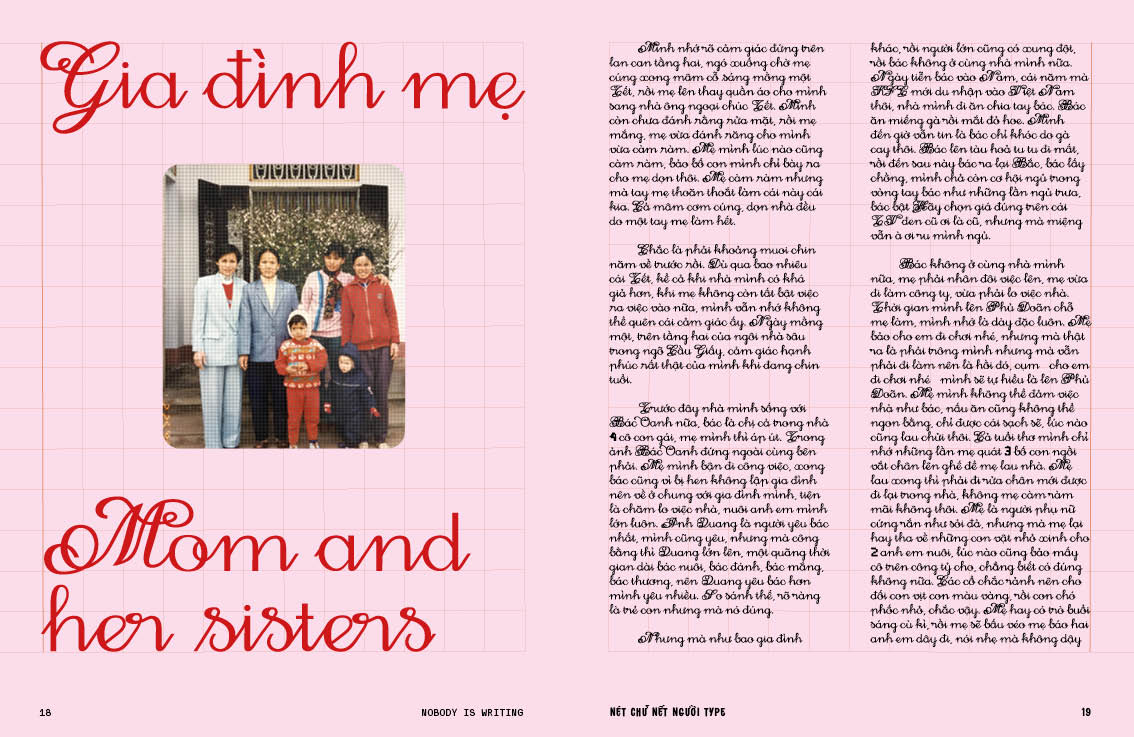 Gia đình mẹ
Mom and
her sisters
18
NOBODY IS WRITING
Mình nhớ rõ cảm giác đứng trên
lan can tầng hai, ngó xuống chờ mẹ
cúng xong mâm cỗ sáng mồng một
Tết, rồi mẹ lên thay quần áo cho mình
sang nhà ông ngoại chúc Tết. Mình
còn chưa đánh răng rửa mặt, rồi mẹ
mắng, mẹ vừa đánh răng cho mình
vừa cằm rằm. Mẹ mình lúc nào cũng
cằm rằm, bảo bố con mình chỉ bày ra
cho mẹ dọn thôi. Mẹ cằm rằm nhưng
mà tay mẹ thoăn thoắt làm cái này cái
kia. Cả mâm cơm cúng, dọn nhà đều
do một tay mẹ làm hết.
Chắc là phải khoảng mươi chín
năm về trước rồi. Dù qua bao nhiêu
cái Tết, kể cả khi nhà mình có khá
giả hơn, khi mẹ không còn tất bật việc
ra việc vào nữa, mình vẫn nhớ không
thể quên cái cảm giác ấy. Ngày mồng
một, trên tầng hai của ngôi nhà sâu
trong ngõ Cầu Giấy, cảm giác hạnh
phúc rất thật của mình khi đang chín
tuổi.
Trước đây nhà mình sống với
Bác Oanh nữa, bác là chị cả trong nhà
4 cô con gái, mẹ mình thì áp út. Trong
ảnh Bác Oanh đứng ngoài cùng bên
phải. Mẹ mình bận đi công việc, xong
bác cũng vì bị hen không lập gia đình
nên về ở chung với gia đình mình, tiện
là chăm lo việc nhà, nuôi anh em mình
lớn luôn. Anh Quang là người yêu bác
nhất, mình cũng yêu, nhưng mà công
bằng thì Quang lớn lên, một quãng thời
gian dài bác nuôi, bác đánh, bác mắng,
bác thương, nên Quang yêu bác hơn
mình yêu nhiều. So sánh thế, rõ ràng
là trẻ con nhưng mà nó đúng.
Nhưng mà như bao gia đình
khác, rồi người lớn cũng có xung đột,
rồi bác không ở cùng nhà mình nữa.
Ngày tiễn bác vào Nam, cái năm mà
KFC mới du nhập vào Việt Nam
thôi, nhà mình đi ăn chia tay bác. Bác
ăn miếng gà rồi mắt đỏ hoe. Mình
đến giờ vẫn tin là bác chỉ khóc do gà
cay thôi. Bác lên tàu hoả tu tu đi mất,
rồi đến sau này bác ra lại Bắc, bác lấy
chồng, mình chả còn cơ hội ngủ trong
vòng tay bác như những lần ngủ trưa,
bác bật Hãy chọn giá đúng trên cái
TV đen cũ ơi là cũ, nhưng mà miệng
vẫn à ơi ru mình ngủ.
Bác không ở cùng nhà mình
nữa, mẹ phải nhân đôi việc lên, mẹ vừa
đi làm công ty, vừa phải lo việc nhà.
Thời gian mình lên Phủ Doãn chỗ
mẹ làm, mình nhớ là dày đặc luôn. Mẹ
bảo cho em đi chơi nhé, nhưng mà thật
ra là phải trông mình nhưng mà vẫn
phải đi làm nên là hồi đó, cụm cho em
đi chơi nhé mình sẽ tự hiểu là lên Phủ
Doãn. Mẹ mình không thể đảm việc
nhà như bác, nấu ăn cũng không thể
ngon bằng, chỉ được cái sạch sẽ, lúc nào
cũng lau chùi thôi. Cả tuổi thơ mình chỉ
nhớ những lần mẹ quát 3 bố con ngồi
vắt chân lên ghế để mẹ lau nhà. Mẹ
lau xong thì phải đi rửa chân mới được
đi lại trong nhà, không mẹ cằm rằm
mãi không thôi. Mẹ là người phụ nữ
cứng rắn như sỏi đá, nhưng mà mẹ lại
hay tha về những con vật nhỏ xinh cho
2 anh em nuôi, lúc nào cũng bảo mấy
cô trên công ty cho, chẳng biết có đúng
không nữa. Các cô chắc rảnh nên cho
đôi con vịt con màu vàng, rồi con chó
phốc nhỏ, chắc vậy. Mẹ hay có trò buổi
sáng cù kì, rồi mẹ sẽ bẩu véo mẹ bảo hai
anh em dậy đi, nói nhẹ mà không dậy
NÉT CHỮ NẾT NGƯỜI TYPE
19